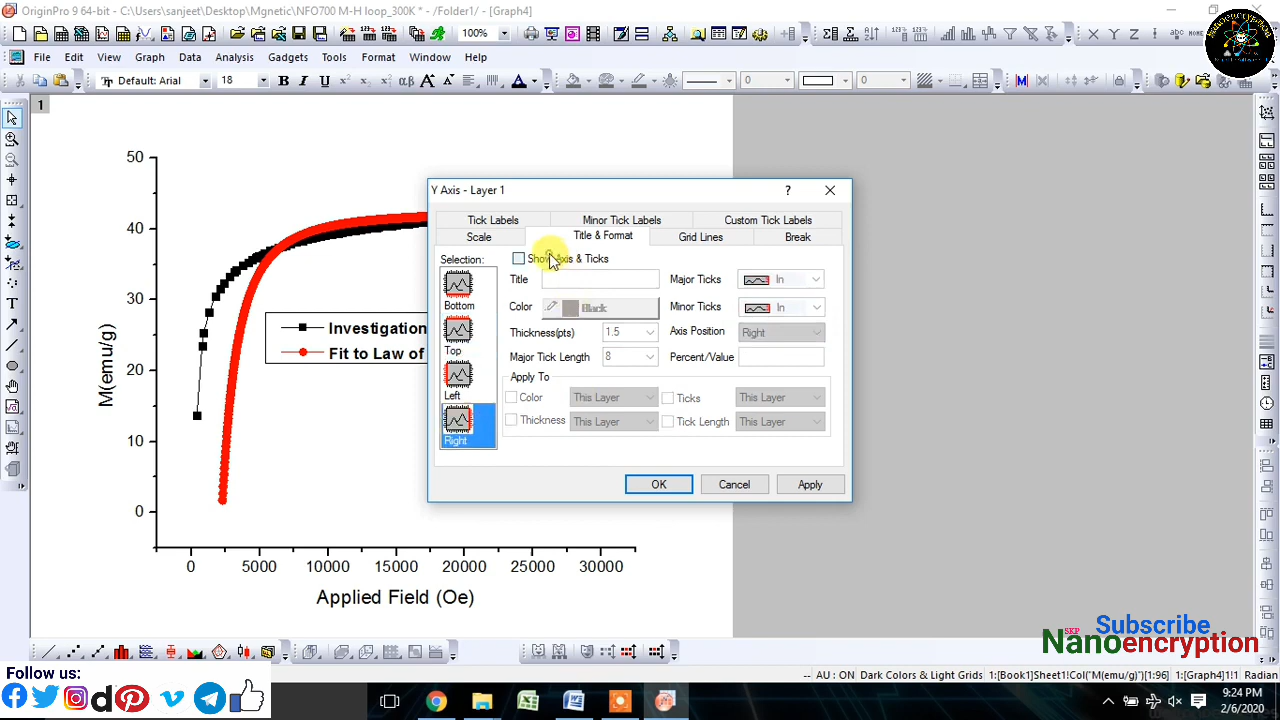 OriginPro 9 64-bit - C:\Users\sanjeet\Desktop\Mgnetic\NFO700 M-H loop_300K * - /Folder1/ - [Graph4]
100%
File Edit View Graph Data Analysis Gadgets Tools Format Window Help
Default: Arial 18 B I U αβ A A A 0 0
1
M(emu/g)
50
40
30
20
10
0
Investigation
Fit to Law of
0 5000 10000 15000 20000 25000 30000
Applied Field (Oe)
Y Axis - Layer 1
Tick Labels Minor Tick Labels Custom Tick Labels
Scale Title & Format Grid Lines Break
Selection:
Bottom
Top
Left
Right
Show Axis & Ticks
Title Major Ticks In
Color Black Minor Ticks In
Thickness(pts) 1.5 Axis Position Right
Major Tick Length 8 Percent/Value
Apply To
Color This Layer Ticks This Layer
Thickness This Layer Tick Length This Layer
OK Cancel Apply
Subscribe
SKP Nanoencryption
Follow us:
-- AU : ON Dark Colors & Light Grids 1:[Book1]Sheet1!Col("M(emu/g)")[1:96] 1:[Graph4]1!1 Radian
9:24 PM
2/6/2020